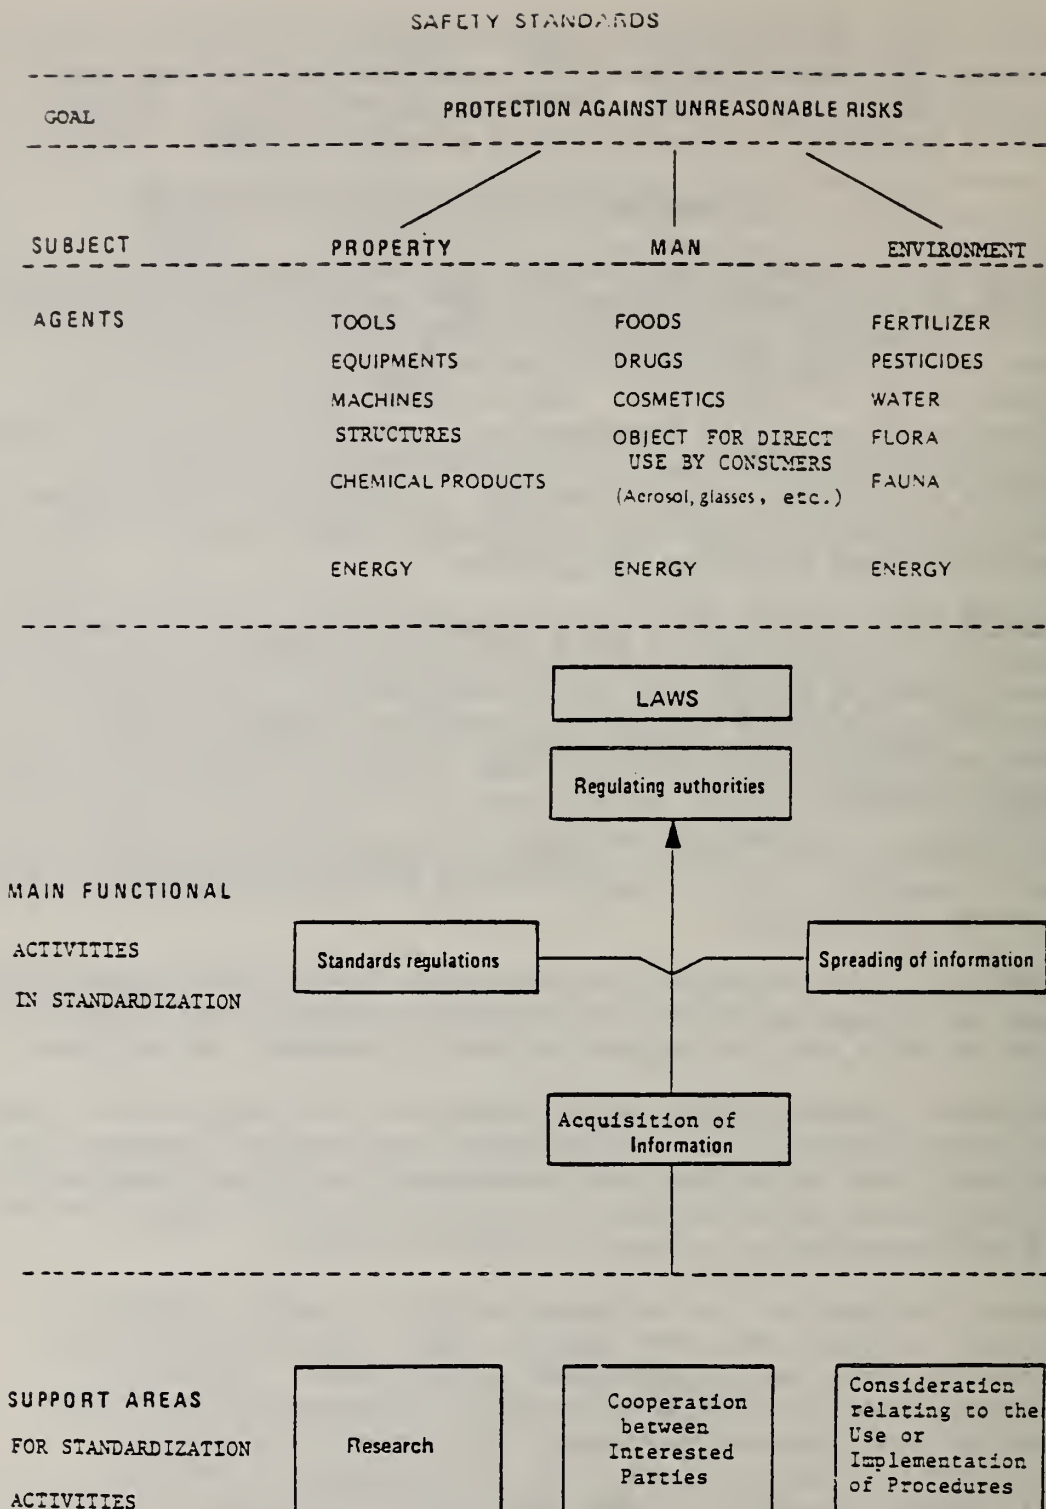 SAFETY STANDARDS
GOAL
PROTECTION AGAINST UNREASONABLE RISKS
SUBJECT
PROPERTY
MAN
ENVIRONMENT
AGENTS
TOOLS
FOODS
FERTILIZER
EQUIPMENTS
DRUGS
PESTICIDES
MACHINES
COSMETICS
WATER
STRUCTURES
OBJECT FOR DIRECT
USE BY CONSUMERS
FLORA
CHEMICAL PRODUCTS
(Aerosol, glasses, etc.)
FAUNA
ENERGY
ENERGY
ENERGY
LAWS
Regulating authorities
MAIN FUNCTIONAL
ACTIVITIES
IN STANDARDIZATION
Standards regulations
Spreading of information
Acquisition of
Information
SUPPORT AREAS
FOR STANDARDIZATION
ACTIVITIES
Research
Cooperation
between
Interested
Parties
Consideration
relating to the
Use or
Implementation
of Procedures